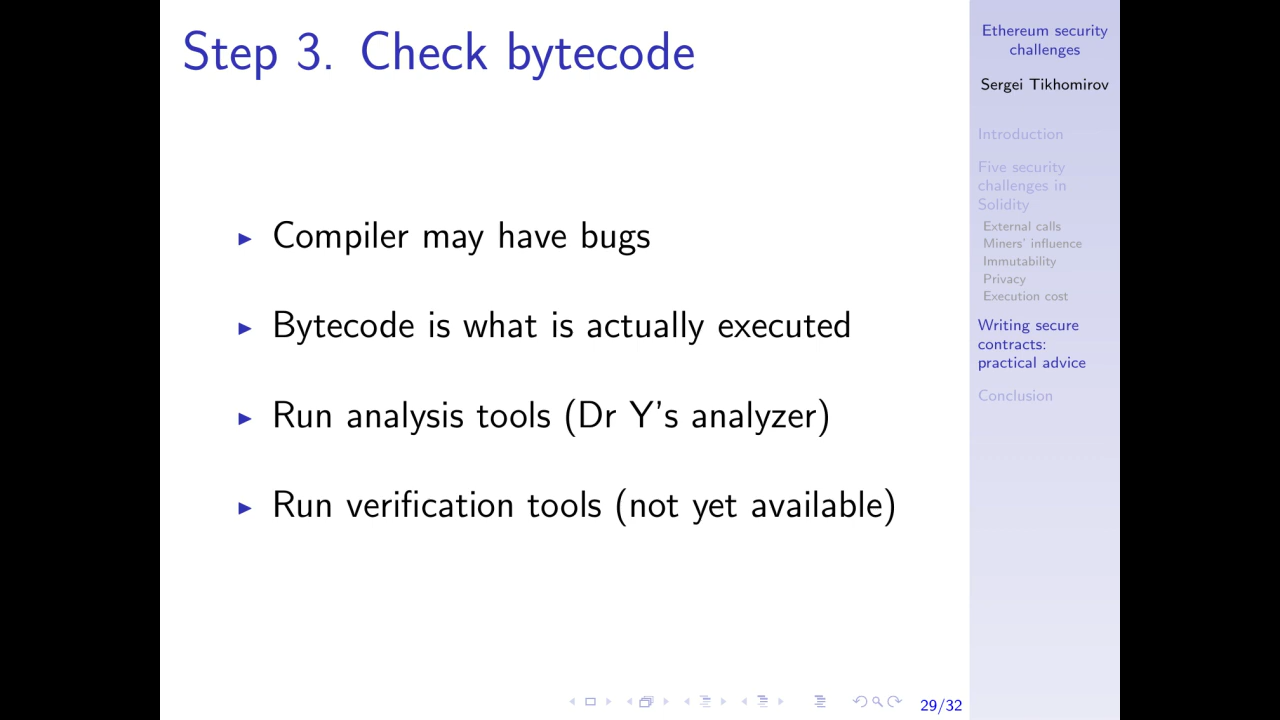 Step 3. Check bytecode
Compiler may have bugs
Bytecode is what is actually executed
Run analysis tools (Dr Y's analyzer)
Run verification tools (not yet available)
Ethereum security
challenges
Sergei Tikhomirov
Introduction
Five security
challenges in
Solidity
External calls
Miners' influence
Immutability
Privacy
Execution cost
Writing secure
contracts:
practical advice
Conclusion
29/32